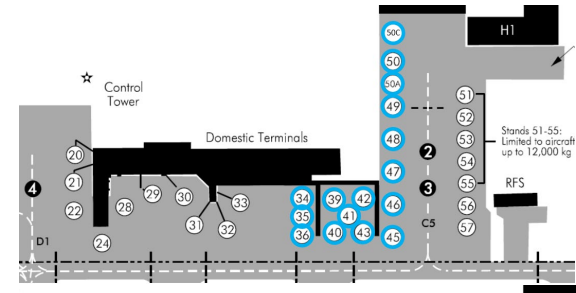 50C
H1
50
50A
51
49
52
48
53
Stands 51-55:
Limited to aircraft
up to 12,000 kg
2
54
47
3
55
RFS
46
56
C5
57
45
Control
Tower
Domestic Terminals
20
21
4
22
24
28
29
30
31
32
33
34
35
36
39
40
41
42
43
D1